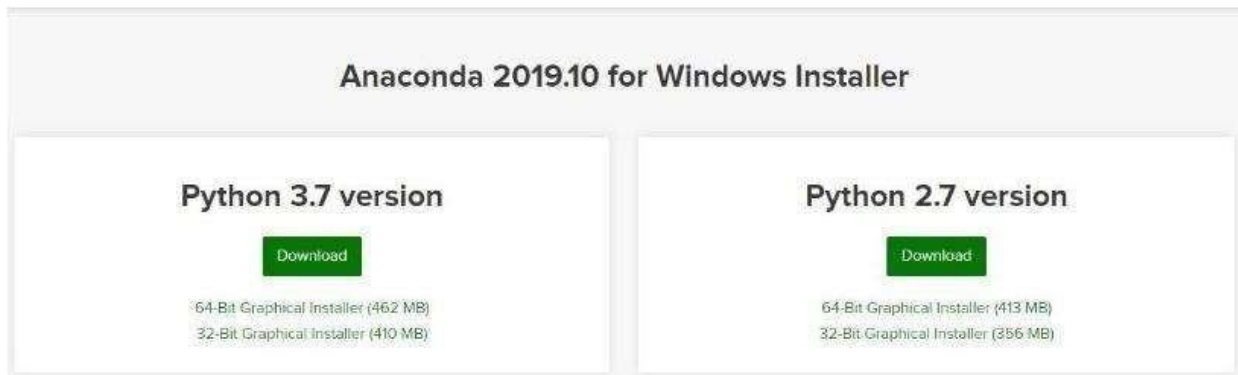 Anaconda 2019.10 for Windows Installer
Python 3.7 version
Download
64-Bit Graphical Installer (462 MB)
32-Bit Graphical Installer (410 MB)
Python 2.7 version
Download
64-Bit Graphical Installer (413 MB)
32-Bit Graphical Installer (356 MB)